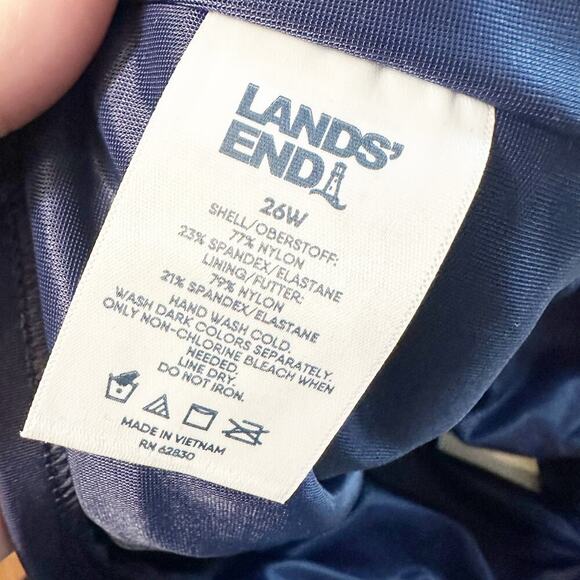 LANDS'
END
26W
SHELL/OBERSTOFF:
77% NYLON
23% SPANDEX/ELASTANE
LINING/FUTTER:
79% NYLON
21% SPANDEX/ELASTANE
HAND WASH COLD.
WASH DARK COLORS SEPARATELY.
ONLY NON-CHLORINE BLEACH WHEN
NEEDED.
LINE DRY.
DO NOT IRON.
MADE IN VIETNAM
RN 62830